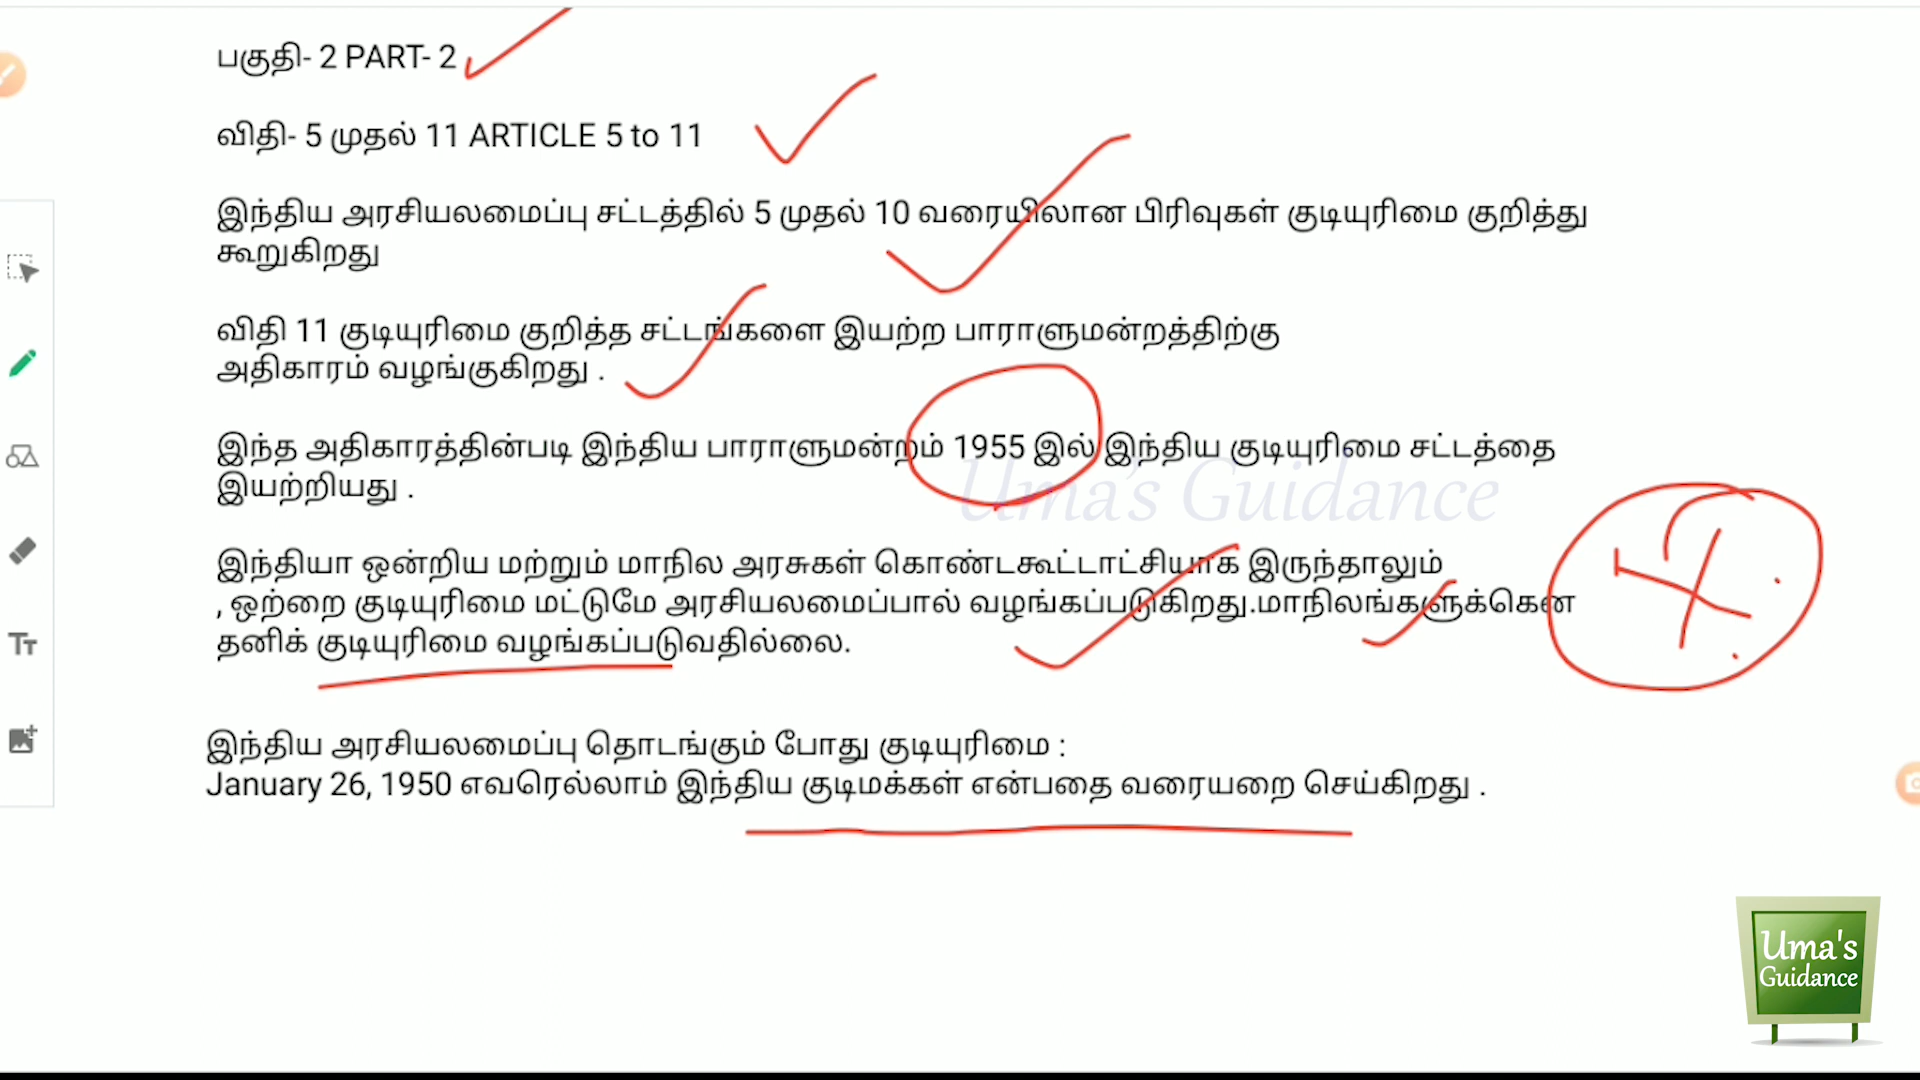 பகுதி- 2 PART- 2
விதி- 5 முதல் 11 ARTICLE 5 to 11
இந்திய அரசியலமைப்பு சட்டத்தில் 5 முதல் 10 வரையிலான பிரிவுகள் குடியுரிமை குறித்து
கூறுகிறது
விதி 11 குடியுரிமை குறித்த சட்டங்களை இயற்ற பாராளுமன்றத்திற்கு
அதிகாரம் வழங்குகிறது .
இந்த அதிகாரத்தின்படி இந்திய பாராளுமன்றம் 1955 இல் இந்திய குடியுரிமை சட்டத்தை
இயற்றியது .
Uma's Guidance
இந்தியா ஒன்றிய மற்றும் மாநில அரசுகள் கொண்டகூட்டாட்சியாக இருந்தாலும்
, ஒற்றை குடியுரிமை மட்டுமே அரசியலமைப்பால் வழங்கப்படுகிறது.மாநிலங்களுக்கென
தனிக் குடியுரிமை வழங்கப்படுவதில்லை.
இந்திய அரசியலமைப்பு தொடங்கும் போது குடியுரிமை :
January 26, 1950 எவரெல்லாம் இந்திய குடிமக்கள் என்பதை வரையறை செய்கிறது .
Uma's
Guidance
Tт